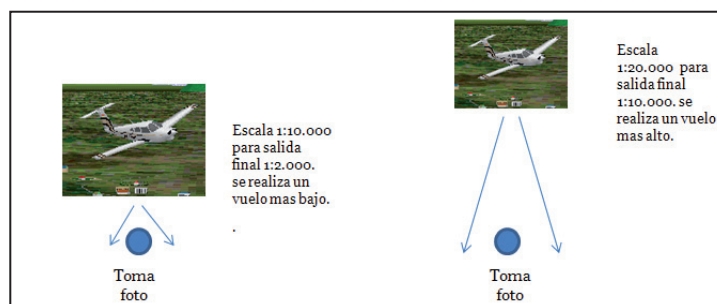 Escala 1:10.000
para salida
final 1:2.000.
se realiza un
vuelo mas bajo.
.
Toma
foto
Escala
1:20.000 para
salida final
1:10.000. se
realiza un vuelo
mas alto.
Toma
foto